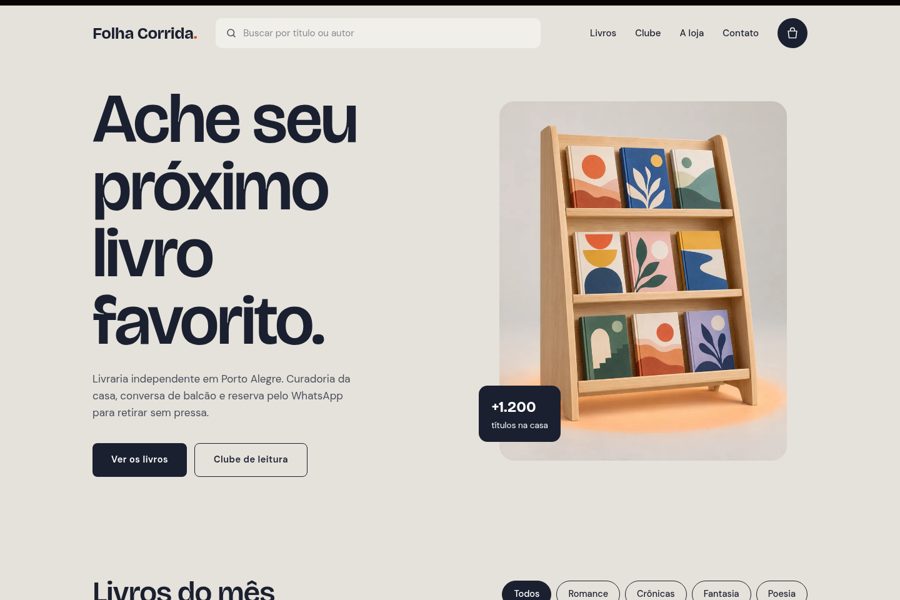 Folha Corrida.
Buscar por título ou autor
Livros
Clube
A loja
Contato
Ache seu
próximo
livro
favorito.
Livraria independente em Porto Alegre. Curadoria da
casa, conversa de balcão e reserva pelo WhatsApp
para retirar sem pressa.
Ver os livros
Clube de leitura
+1.200
títulos na casa
Livros do mês
Todos
Romance
Crônicas
Fantasia
Poesia